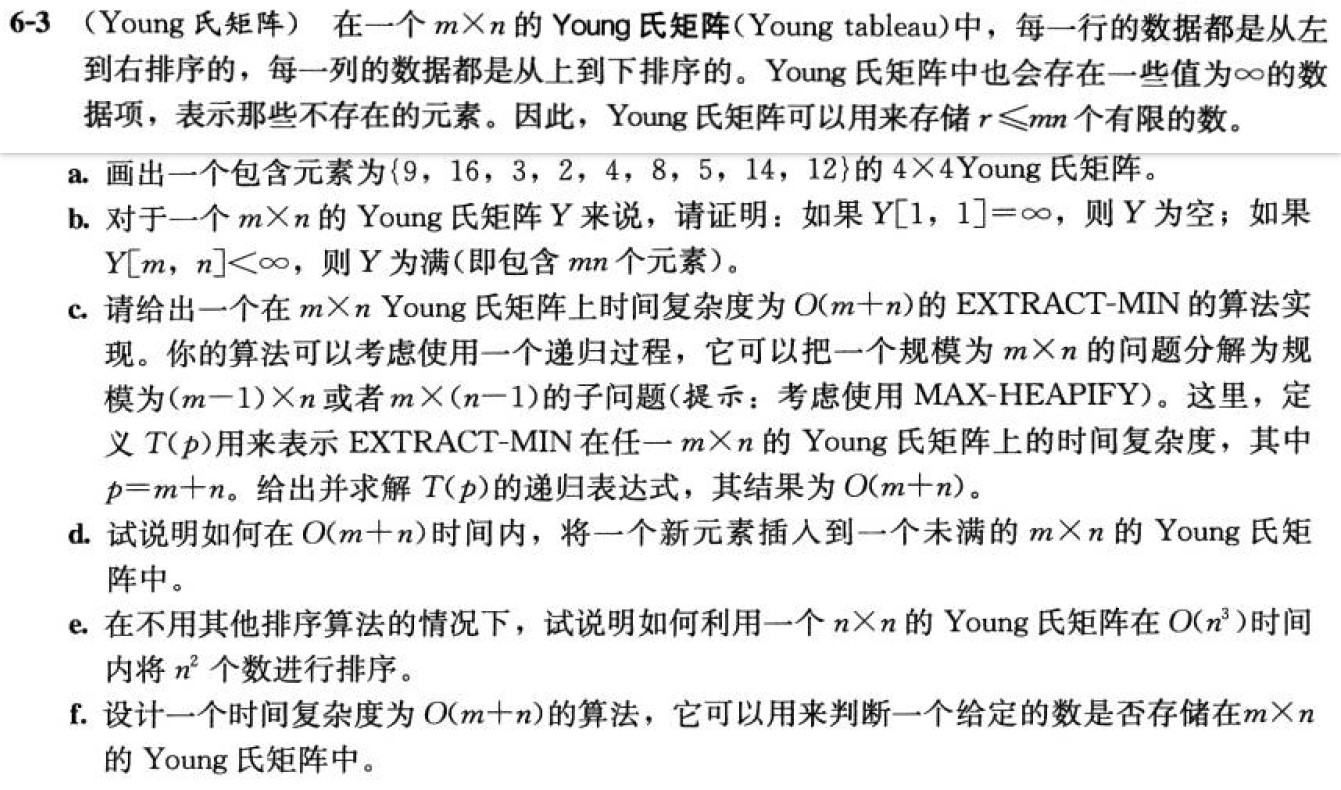 6-3 （Young 氏矩阵） 在一个 m×n 的 Young 氏矩阵(Young tableau)中，每一行的数据都是从左
到右排序的，每一列的数据都是从上到下排序的。Young 氏矩阵中也会存在一些值为∞的数
据项，表示那些不存在的元素。因此，Young 氏矩阵可以用来存储 r≤mn 个有限的数。
a. 画出一个包含元素为{9，16，3，2，4，8，5，14，12}的 4×4Young 氏矩阵。
b. 对于一个 m×n 的 Young 氏矩阵 Y 来说，请证明：如果 Y[1，1]=∞，则 Y 为空；如果
Y[m，n]<∞，则 Y 为满(即包含 mn 个元素)。
c. 请给出一个在 m×n Young 氏矩阵上时间复杂度为 O(m+n)的 EXTRACT-MIN 的算法实
现。你的算法可以考虑使用一个递归过程，它可以把一个规模为 m×n 的问题分解为规
模为(m-1)×n 或者 m×(n-1)的子问题(提示：考虑使用 MAX-HEAPIFY)。这里，定
义 T(p)用来表示 EXTRACT-MIN 在任一 m×n 的 Young 氏矩阵上的时间复杂度，其中
p=m+n。给出并求解 T(p)的递归表达式，其结果为 O(m+n)。
d. 试说明如何在 O(m+n)时间内，将一个新元素插入到一个未满的 m×n 的 Young 氏矩
阵中。
e. 在不用其他排序算法的情况下，试说明如何利用一个 n×n 的 Young 氏矩阵在 O(n³)时间
内将 n² 个数进行排序。
f. 设计一个时间复杂度为 O(m+n)的算法，它可以用来判断一个给定的数是否存储在m×n
的 Young 氏矩阵中。